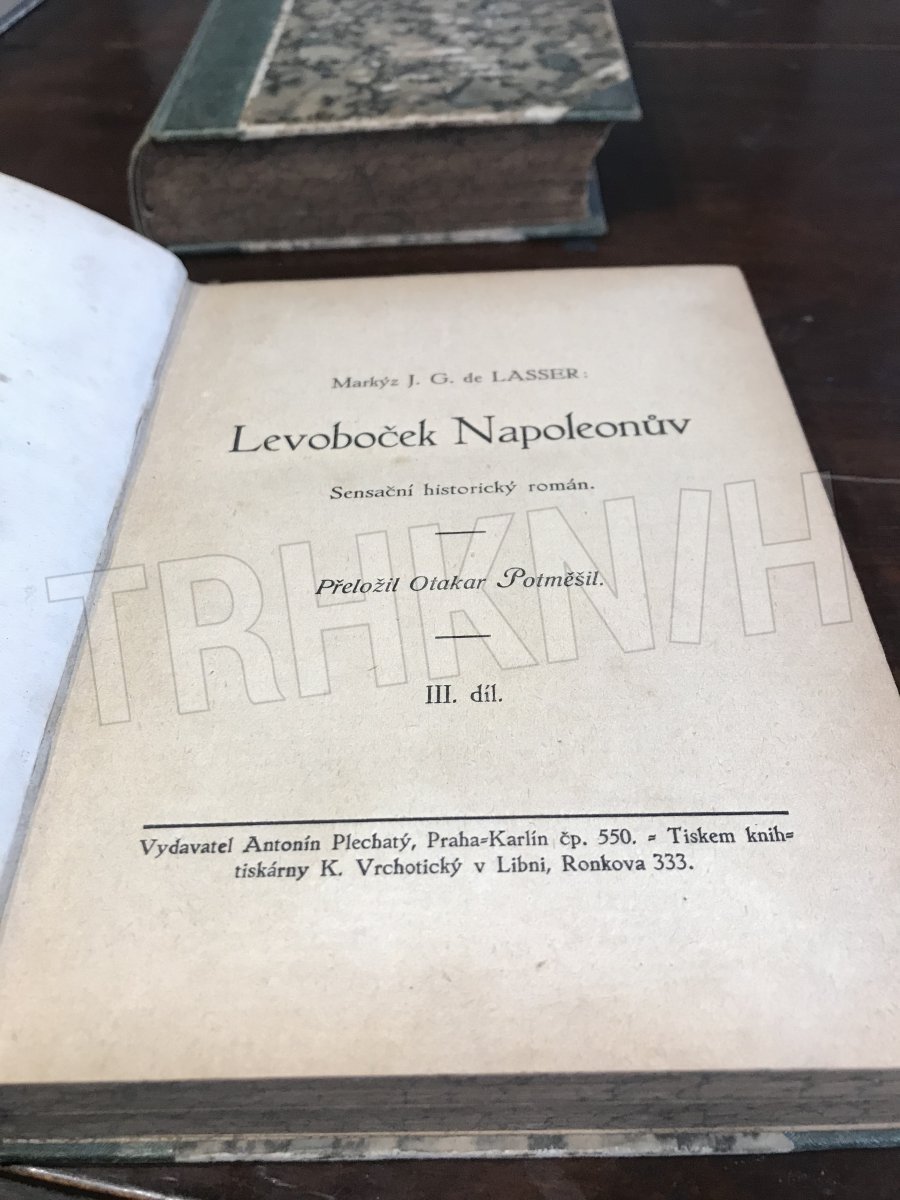 Markýz J. G. de LASSER:
Levoboček Napoleonův
Sensační historický román.
Přeložil Otakar Potměšil.
III. díl.
Vydavatel Antonín Plechatý, Praha=Karlín čp. 550. = Tiskem knih=
tiskárny K. Vrchotický v Libni, Ronkova 333.
TRHKNIH